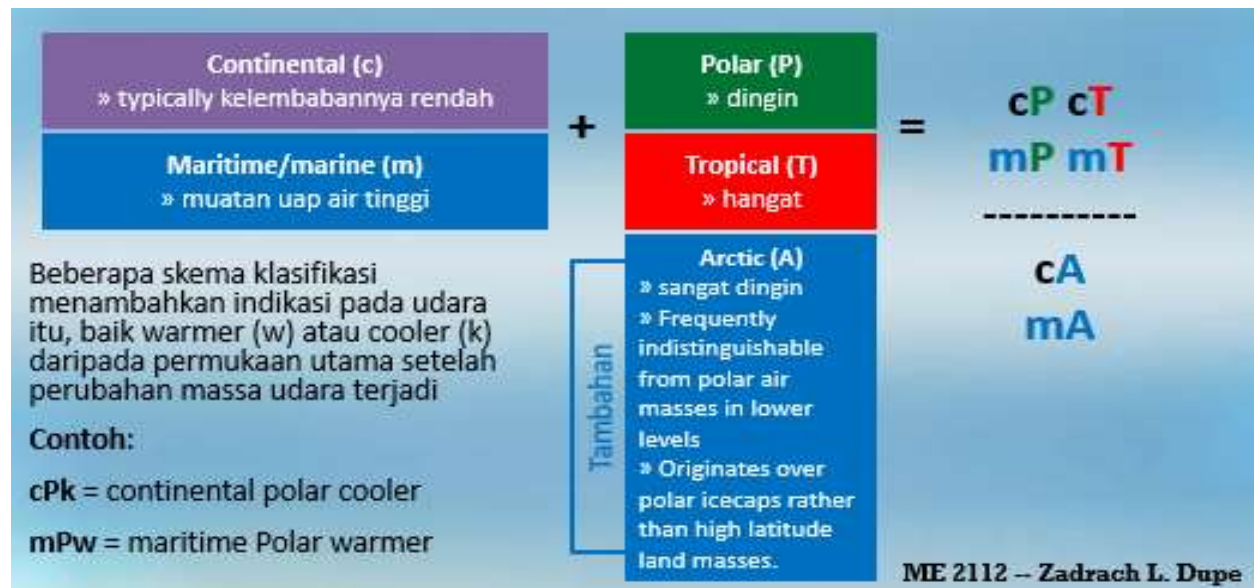 Continental (c)
» typically kelembabannya rendah
Maritime/marine (m)
» muatan uap air tinggi
+
Polar (P)
» dingin
Tropical (T)
» hangat
=
cP cT
mP mT
----------
cA
mA
Beberapa skema klasifikasi
menambahkan indikasi pada udara
itu, baik warmer (w) atau cooler (k)
daripada permukaan utama setelah
perubahan massa udara terjadi
Contoh:
cPk = continental polar cooler
mPw = maritime Polar warmer
Tambahan
Arctic (A)
» sangat dingin
» Frequently
indistinguishable
from polar air
masses in lower
levels
» Originates over
polar icecaps rather
than high latitude
land masses.
ME 2112 -- Zadrach L. Dupe